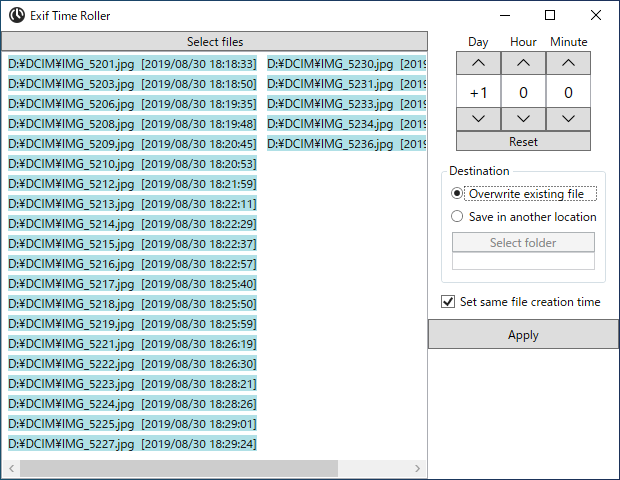 Exif Time Roller
Select files
D:¥DCIM¥IMG_5201.jpg [2019/08/30 18:18:33]
D:¥DCIM¥IMG_5203.jpg [2019/08/30 18:18:50]
D:¥DCIM¥IMG_5206.jpg [2019/08/30 18:19:35]
D:¥DCIM¥IMG_5208.jpg [2019/08/30 18:19:48]
D:¥DCIM¥IMG_5209.jpg [2019/08/30 18:20:45]
D:¥DCIM¥IMG_5210.jpg [2019/08/30 18:20:53]
D:¥DCIM¥IMG_5212.jpg [2019/08/30 18:21:59]
D:¥DCIM¥IMG_5213.jpg [2019/08/30 18:22:11]
D:¥DCIM¥IMG_5214.jpg [2019/08/30 18:22:29]
D:¥DCIM¥IMG_5215.jpg [2019/08/30 18:22:37]
D:¥DCIM¥IMG_5216.jpg [2019/08/30 18:22:57]
D:¥DCIM¥IMG_5217.jpg [2019/08/30 18:25:40]
D:¥DCIM¥IMG_5218.jpg [2019/08/30 18:25:50]
D:¥DCIM¥IMG_5219.jpg [2019/08/30 18:25:59]
D:¥DCIM¥IMG_5221.jpg [2019/08/30 18:26:19]
D:¥DCIM¥IMG_5222.jpg [2019/08/30 18:26:30]
D:¥DCIM¥IMG_5223.jpg [2019/08/30 18:28:21]
D:¥DCIM¥IMG_5224.jpg [2019/08/30 18:28:26]
D:¥DCIM¥IMG_5225.jpg [2019/08/30 18:29:01]
D:¥DCIM¥IMG_5227.jpg [2019/08/30 18:29:24]
D:¥DCIM¥IMG_5230.jpg [2019
D:¥DCIM¥IMG_5231.jpg [2019
D:¥DCIM¥IMG_5233.jpg [2019
D:¥DCIM¥IMG_5234.jpg [2019
D:¥DCIM¥IMG_5236.jpg [2019
Day Hour Minute
+1 0 0
Reset
Destination
Overwrite existing file
Save in another location
Select folder
Set same file creation time
Apply